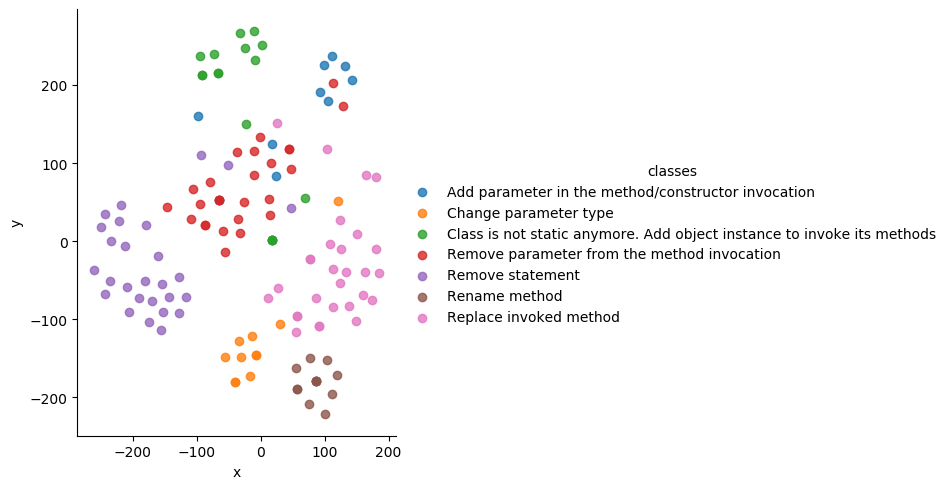 classes
Add parameter in the method/constructor invocation
Change parameter type
Class is not static anymore. Add object instance to invoke its methods
Remove parameter from the method invocation
Remove statement
Rename method
Replace invoked method
y
200
100
0
−100
−200
−200
−100
0
100
200
x